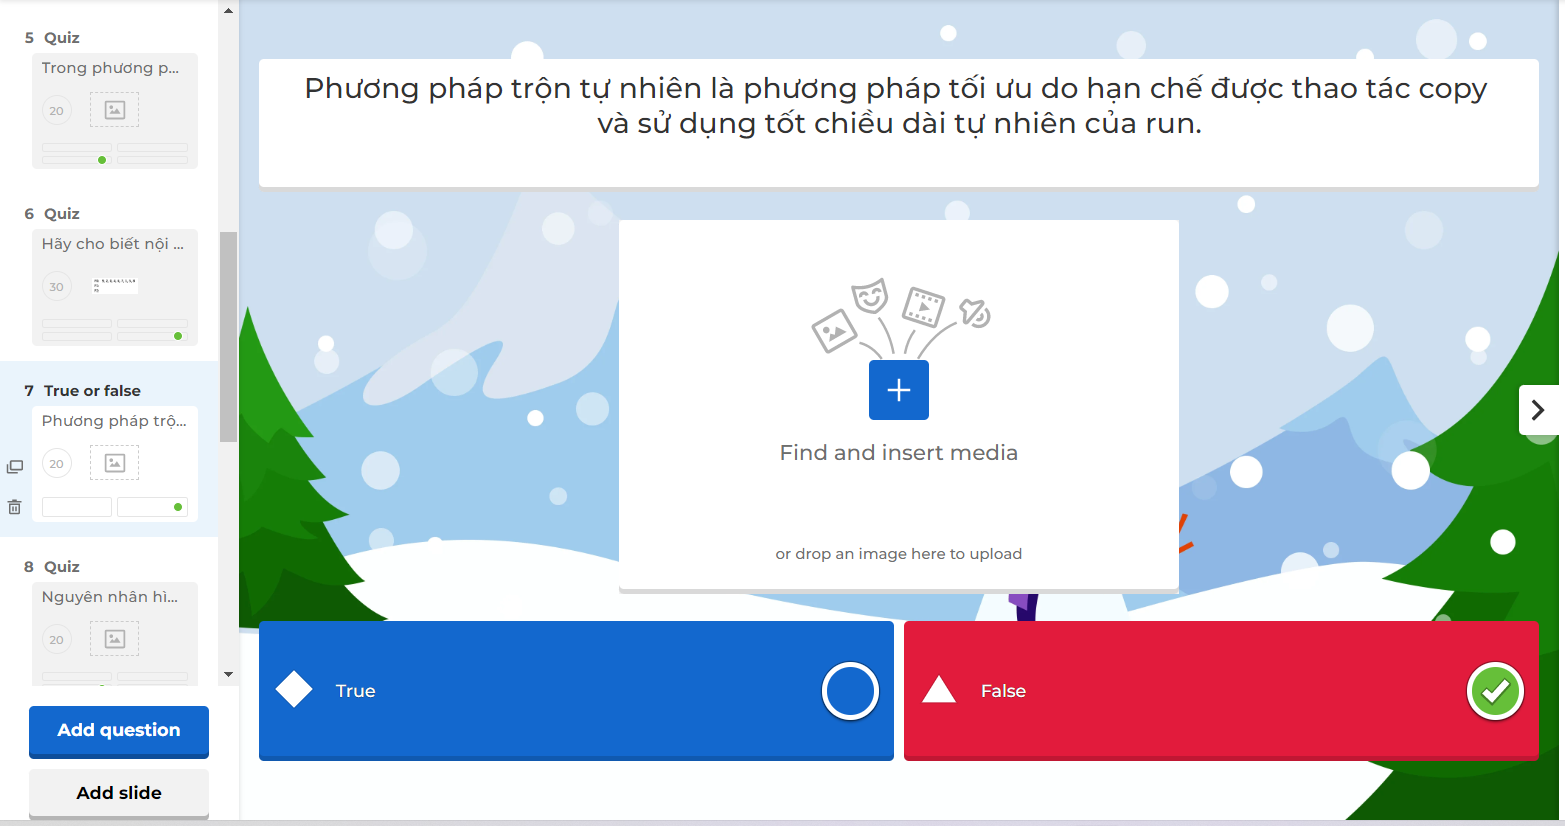 5 Quiz
Trong phương p...
20
6 Quiz
Hãy cho biết nội ...
30
7 True or false
Phương pháp trộ...
20
8 Quiz
Nguyên nhân hì...
20
Add question
Add slide
Phương pháp trộn tự nhiên là phương pháp tối ưu do hạn chế được thao tác copy
và sử dụng tốt chiều dài tự nhiên của run.
Find and insert media
or drop an image here to upload
True
False